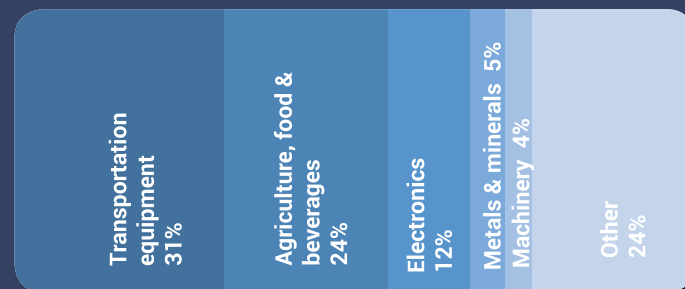 Transportation
equipment
31%
Agriculture, food &
beverages
24%
Electronics
12%
Metals & minerals 5%
Machinery 4%
Other
24%